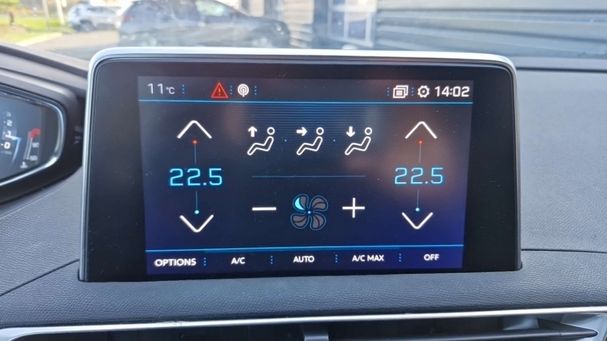 11°C 14:02
22.5 22.5
OPTIONS A/C AUTO A/C MAX OFF